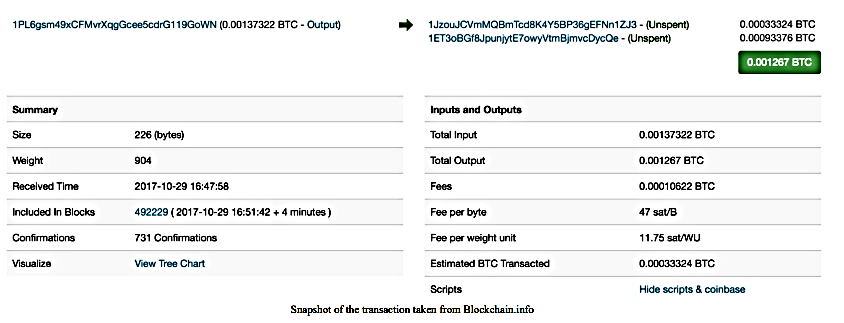 1PL6gsm49xCFMvrXqgGcee5cdrG119GoWN (0.00137322 BTC - Output)
1JzouJCVmMQBmTcd8K4Y5BP36gEFNn1ZJ3 - (Unspent) 0.00033324 BTC
1ET3oBGf8JpunjytE7owyVtmBjmvcDycQe - (Unspent) 0.00093376 BTC
0.001267 BTC
Summary
Size 226 (bytes)
Weight 904
Received Time 2017-10-29 16:47:58
Included In Blocks 492229 ( 2017-10-29 16:51:42 + 4 minutes )
Confirmations 731 Confirmations
Visualize View Tree Chart
Inputs and Outputs
Total Input 0.00137322 BTC
Total Output 0.001267 BTC
Fees 0.00010622 BTC
Fee per byte 47 sat/B
Fee per weight unit 11.75 sat/WU
Estimated BTC Transacted 0.00033324 BTC
Scripts Hide scripts & coinbase
Snapshot of the transaction taken from Blockchain.info